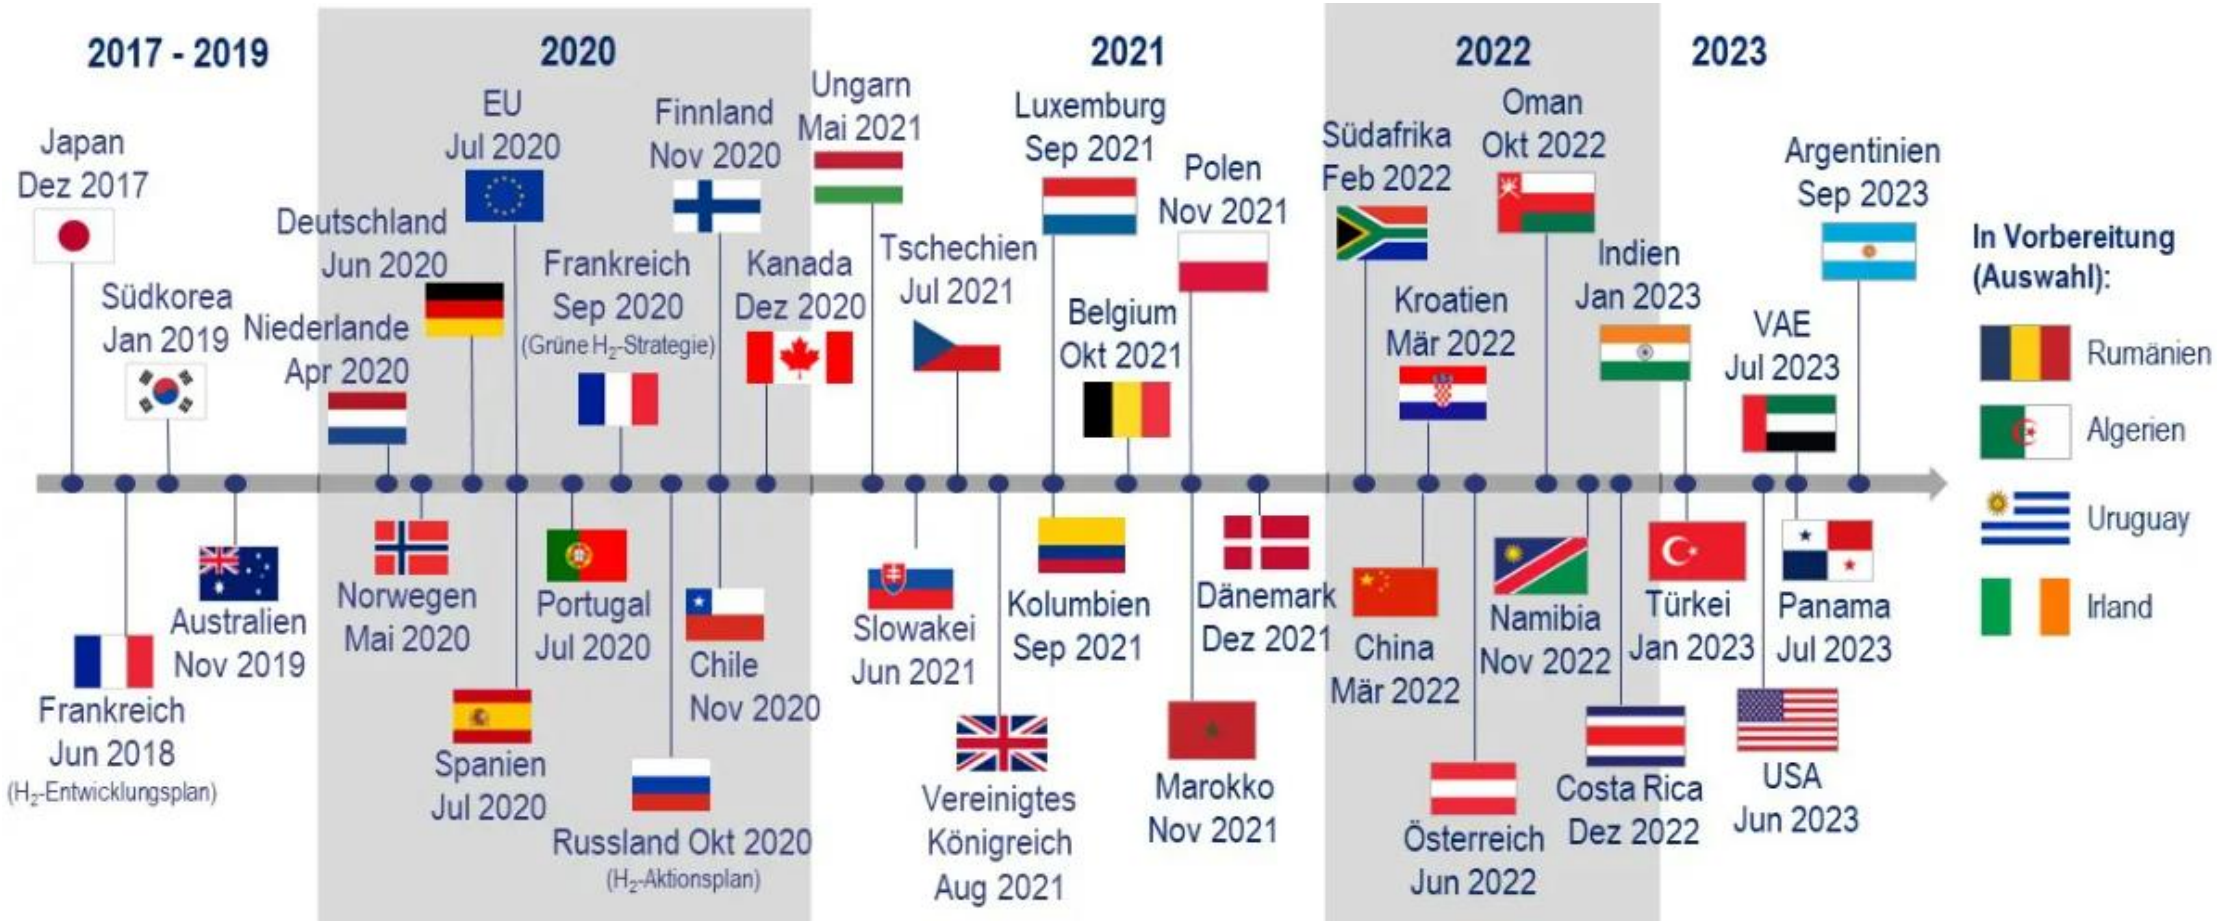 2017 - 2019
Japan
Dez 2017
Südkorea
Jan 2019
Frankreich
Jun 2018
(H₂-Entwicklungsplan)
Australien
Nov 2019
2020
Niederlande
Apr 2020
Deutschland
Jun 2020
EU
Jul 2020
Frankreich
Sep 2020
(Grüne H₂-Strategie)
Finnland
Nov 2020
Kanada
Dez 2020
Norwegen
Mai 2020
Spanien
Jul 2020
Portugal
Jul 2020
Russland Okt 2020
(H₂-Aktionsplan)
Chile
Nov 2020
2021
Ungarn
Mai 2021
Tschechien
Jul 2021
Luxemburg
Sep 2021
Belgium
Okt 2021
Polen
Nov 2021
Slowakei
Jun 2021
Vereinigtes
Königreich
Aug 2021
Kolumbien
Sep 2021
Marokko
Nov 2021
Dänemark
Dez 2021
2022
Südafrika
Feb 2022
Kroatien
Mär 2022
Oman
Okt 2022
China
Mär 2022
Österreich
Jun 2022
Namibia
Nov 2022
Costa Rica
Dez 2022
2023
Indien
Jan 2023
VAE
Jul 2023
Argentinien
Sep 2023
Türkei
Jan 2023
USA
Jun 2023
Panama
Jul 2023
In Vorbereitung
(Auswahl):
Rumänien
Algerien
Uruguay
Irland